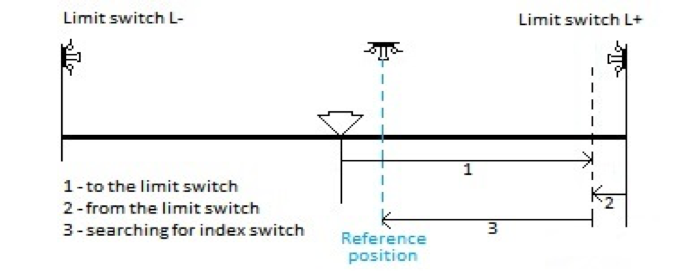 Limit switch L-
Limit switch L+
1
1 - to the limit switch
2 - from the limit switch
2
3 - searching for index switch
3
Reference
position